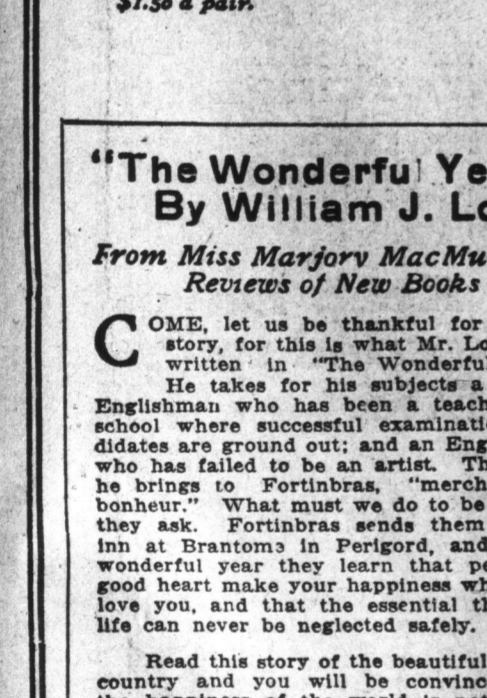 $1.50 a pair.
"The Wonderful Ye
By William J. Lo
From Miss Marjory MacMu
Reviews of New Books
COME, let us be thankful for
story, for this is what Mr. Lo
written in "The Wonderful
He takes for his subjects a
Englishman who has been a teach
school where successful examinati
didates are ground out; and an Eng
who has failed to be an artist. Th
he brings to Fortinbras, "merch
bonheur." What must we do to be
they ask. Fortinbras sends them
inn at Brantome in Perigord, and
wonderful year they learn that pe
good heart make your happiness wh
love you, and that the essential th
life can never be neglected safely.
Read this story of the beautiful
country and you will be convinc
the happiness of the world